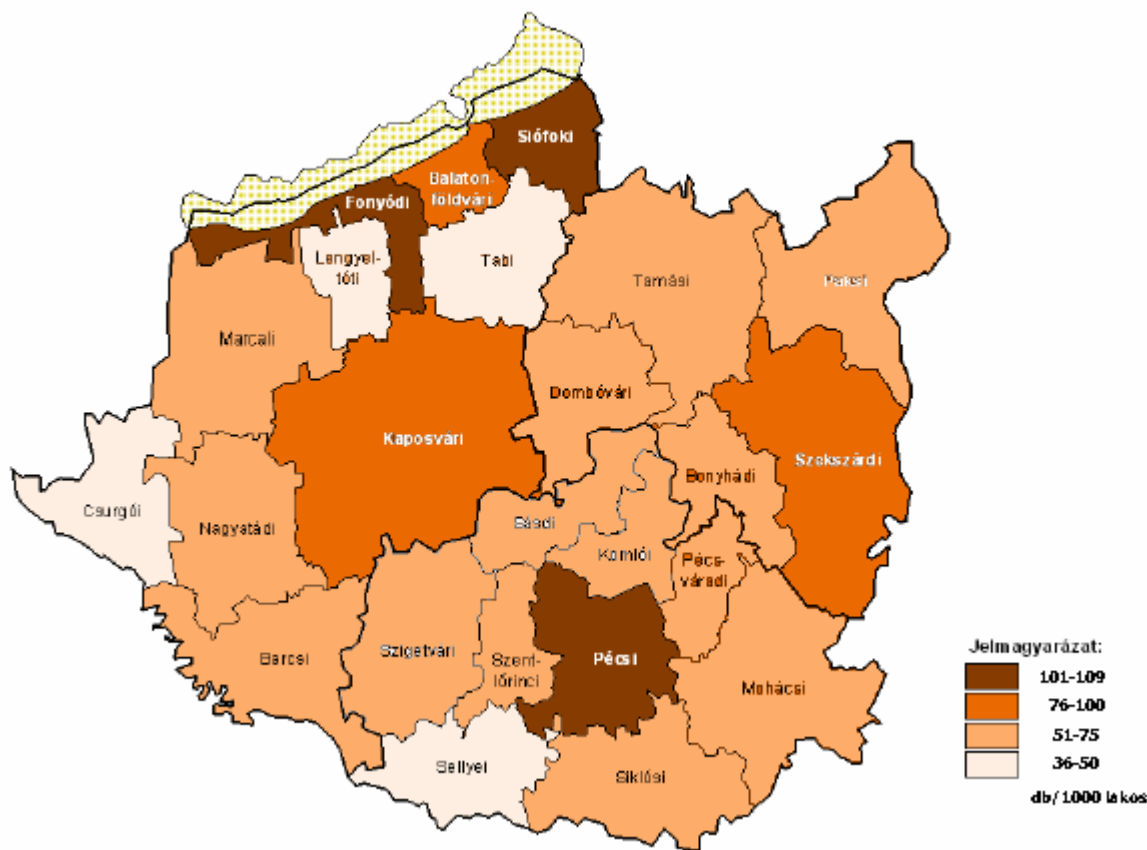 Siófoki
Balaton-
földvári
Fonyódi
Lengyel-
tóti
Tabi
Tamási
Paksi
Marcali
Dombóvári
Kaposvári
Szekszárdi
Bonyhádi
Csurgói
Nagyatádi
Sásdi
Komlói
Pécs-
váradi
Barcsi
Szigetvári
Szent-
lőrinci
Pécsi
Mohácsi
Sellyei
Siklósi
Jelmagyarázat:
101-109
76-100
51-75
36-50
db/1000 lakos